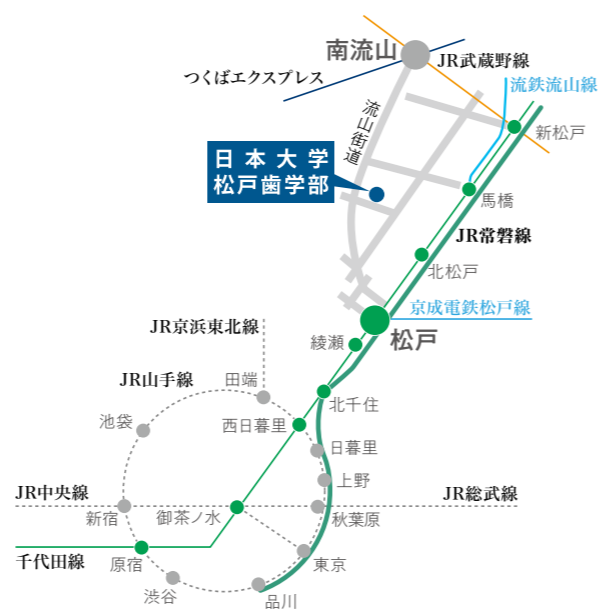 南流山
JR武蔵野線
つくばエクスプレス
流鉄流山線
流山街道
新松戸
日本大学
松戸歯学部
馬橋
JR常磐線
北松戸
京成電鉄松戸線
松戸
綾瀬
JR京浜東北線
JR山手線
田端
北千住
池袋
西日暮里
日暮里
上野
JR中央線
JR総武線
新宿
御茶ノ水
秋葉原
千代田線
原宿
東京
渋谷
品川